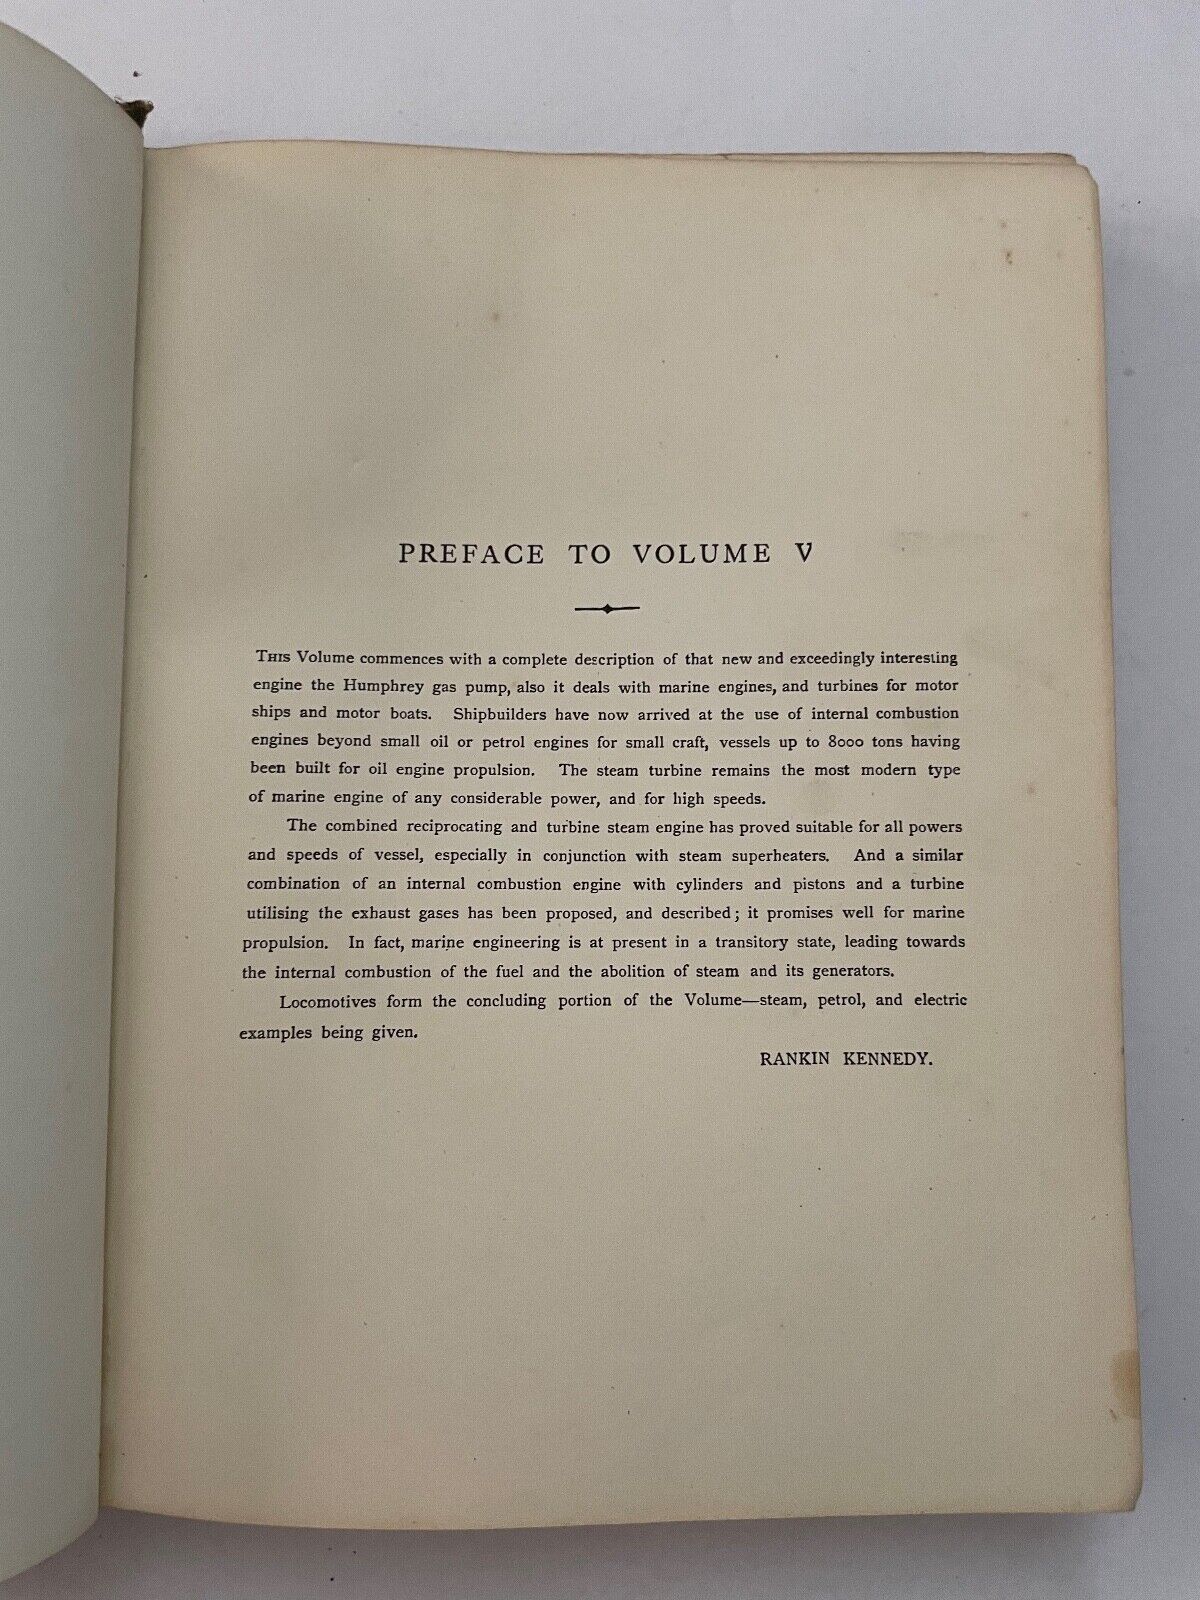 PREFACE TO VOLUME V
THIS Volume commences with a complete description of that new and exceedingly interesting
engine the Humphrey gas pump, also it deals with marine engines, and turbines for motor
ships and motor boats. Shipbuilders have now arrived at the use of internal combustion
engines beyond small oil or petrol engines for small craft, vessels up to 8000 tons having
been built for oil engine propulsion. The steam turbine remains the most modern type
of marine engine of any considerable power, and for high speeds.
The combined reciprocating and turbine steam engine has proved suitable for all powers
and speeds of vessel, especially in conjunction with steam superheaters. And a similar
combination of an internal combustion engine with cylinders and pistons and a turbine
utilising the exhaust gases has been proposed, and described; it promises well for marine
propulsion. In fact, marine engineering is at present in a transitory state, leading towards
the internal combustion of the fuel and the abolition of steam and its generators.
Locomotives form the concluding portion of the Volume—steam, petrol, and electric
examples being given.
RANKIN KENNEDY.